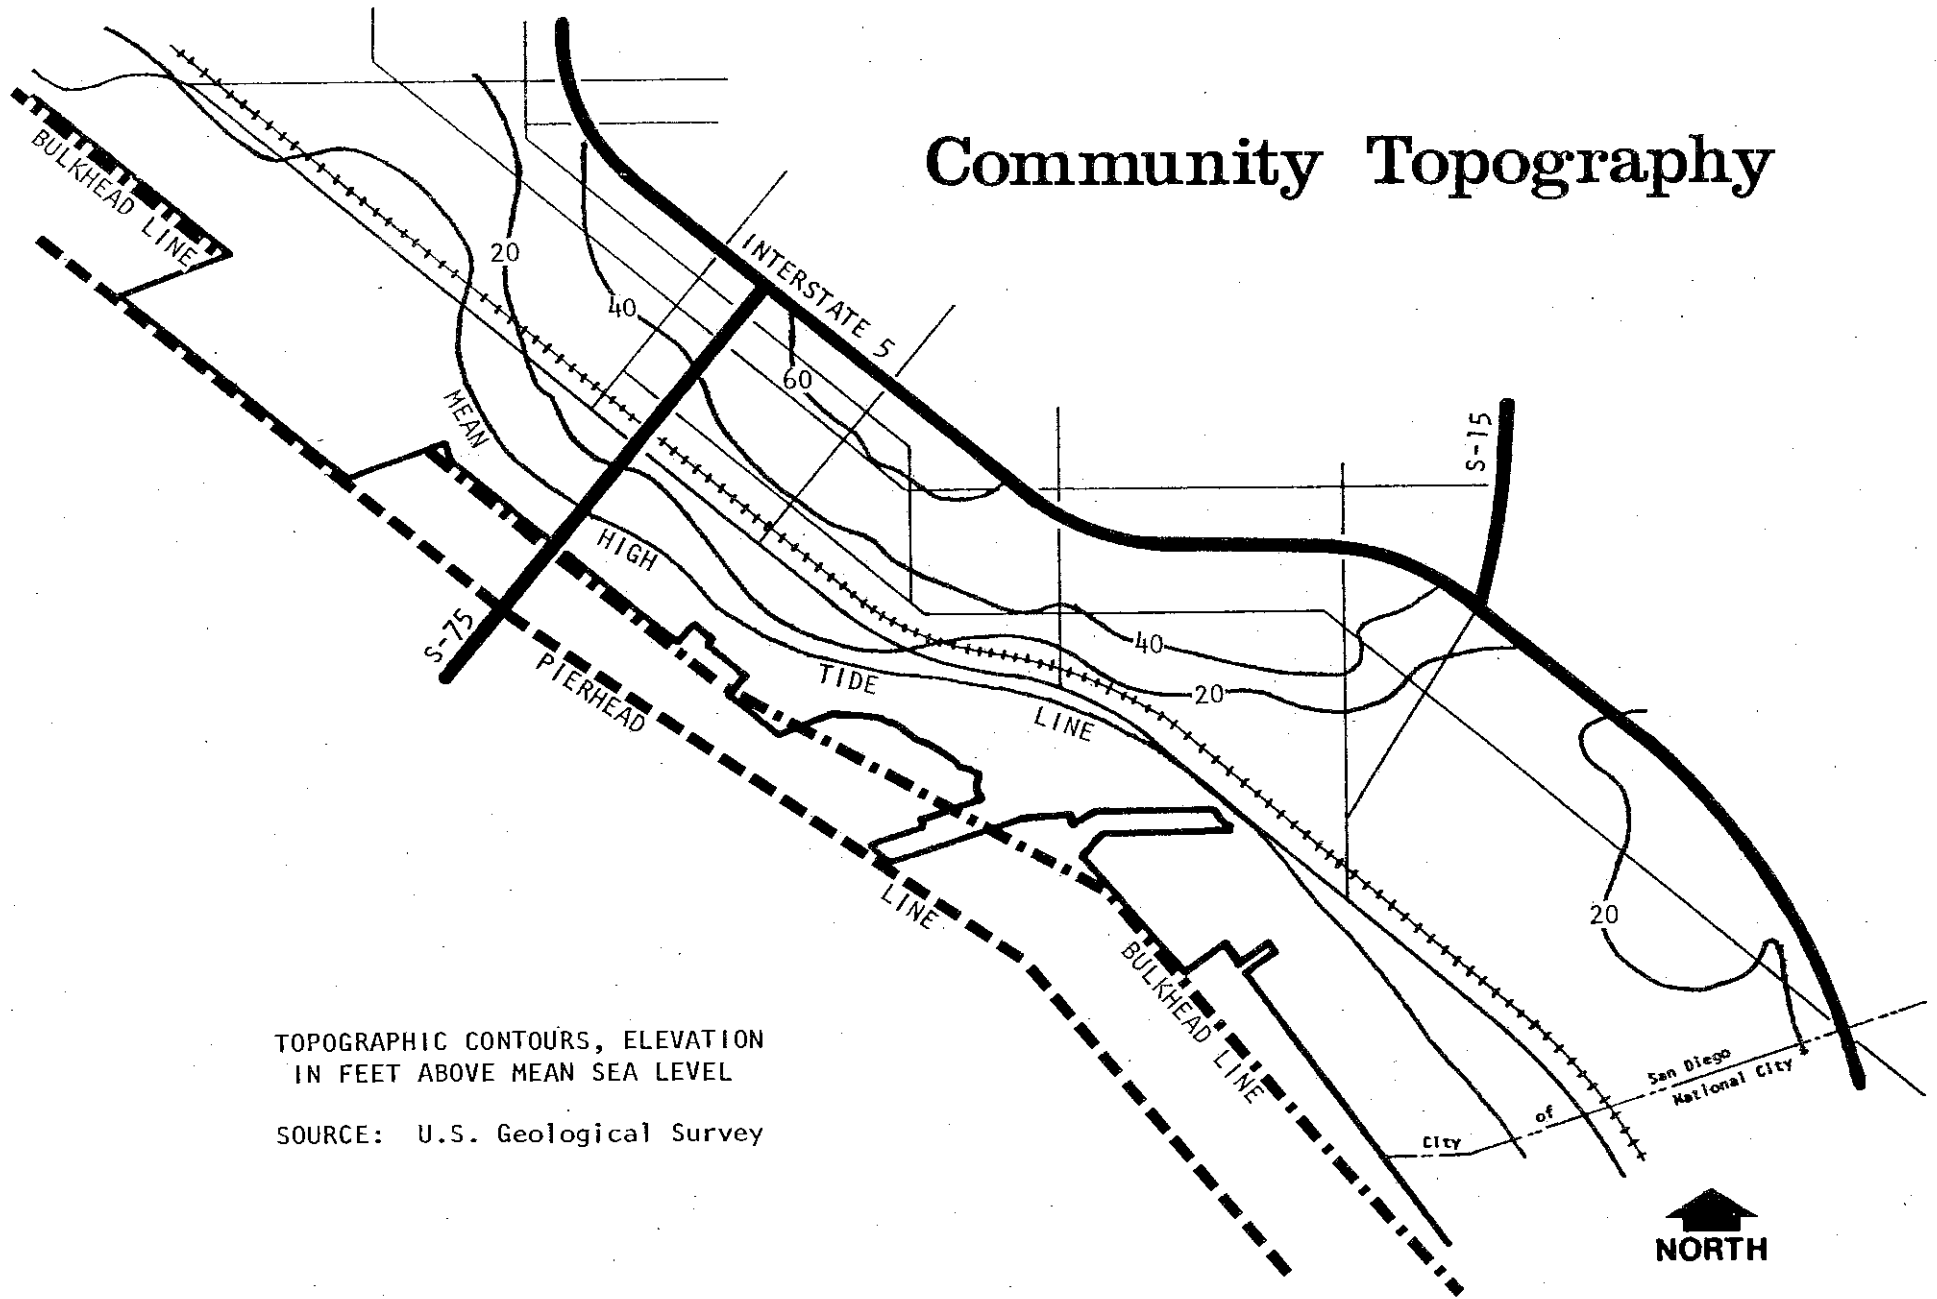 Community Topography
BULKHEAD LINE
20
40
INTERSTATE 5
60
MEAN
HIGH
TIDE
LINE
S-15
S-75
PIERHEAD
LINE
40
20
20
BULKHEAD LINE
TOPOGRAPHIC CONTOURS, ELEVATION
IN FEET ABOVE MEAN SEA LEVEL
SOURCE: U.S. Geological Survey
City of San Diego
National City
NORTH